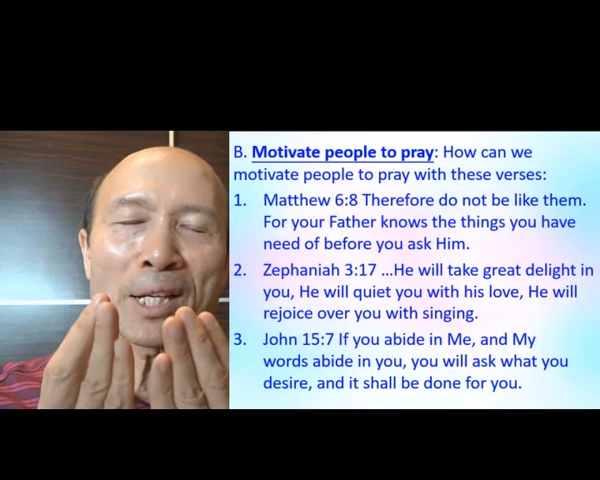 B. Motivate people to pray: How can we
motivate people to pray with these verses:
1. Matthew 6:8 Therefore do not be like them.
For your Father knows the things you have
need of before you ask Him.
2. Zephaniah 3:17 …He will take great delight in
you, He will quiet you with his love, He will
rejoice over you with singing.
3. John 15:7 If you abide in Me, and My
words abide in you, you will ask what you
desire, and it shall be done for you.